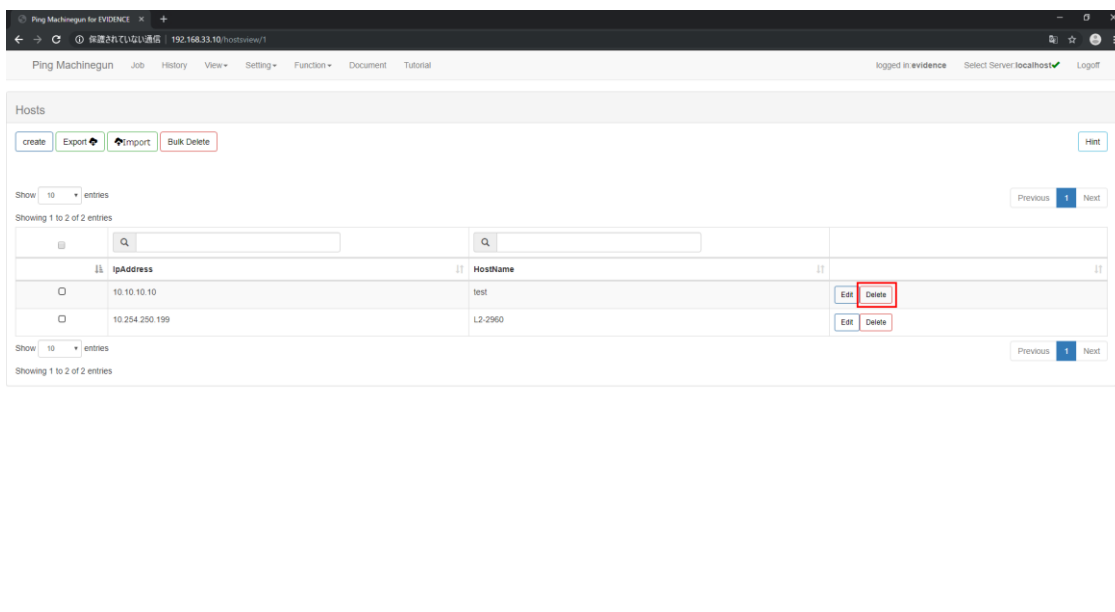 Ping Machinegun for EVIDENCE
保護されていない通信 | 192.168.33.10/hostsview/1
Ping Machinegun Job History View Setting Function Document Tutorial logged in:evidence Select Server:localhost Logoff
Hosts
create Export Import Bulk Delete Hint
Show 10 entries Previous 1 Next
Showing 1 to 2 of 2 entries
IpAddress HostName
10.10.10.10 test Edit Delete
10.254.250.199 L2-2960 Edit Delete
Show 10 entries Previous 1 Next
Showing 1 to 2 of 2 entries